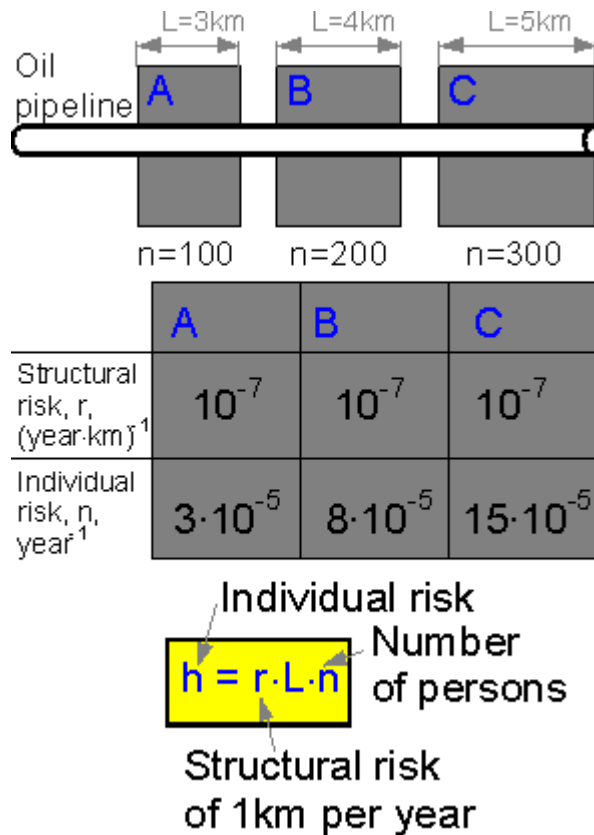 L=3km L=4km L=5km
Oil
pipeline
A B C
n=100 n=200 n=300
A B C
Structural
risk, r,
(year·km)⁻¹
10⁻⁷ 10⁻⁷ 10⁻⁷
Individual
risk, n,
year⁻¹
3·10⁻⁵ 8·10⁻⁵ 15·10⁻⁵
Individual risk
h = r·L·n
Number
of persons
Structural risk
of 1km per year